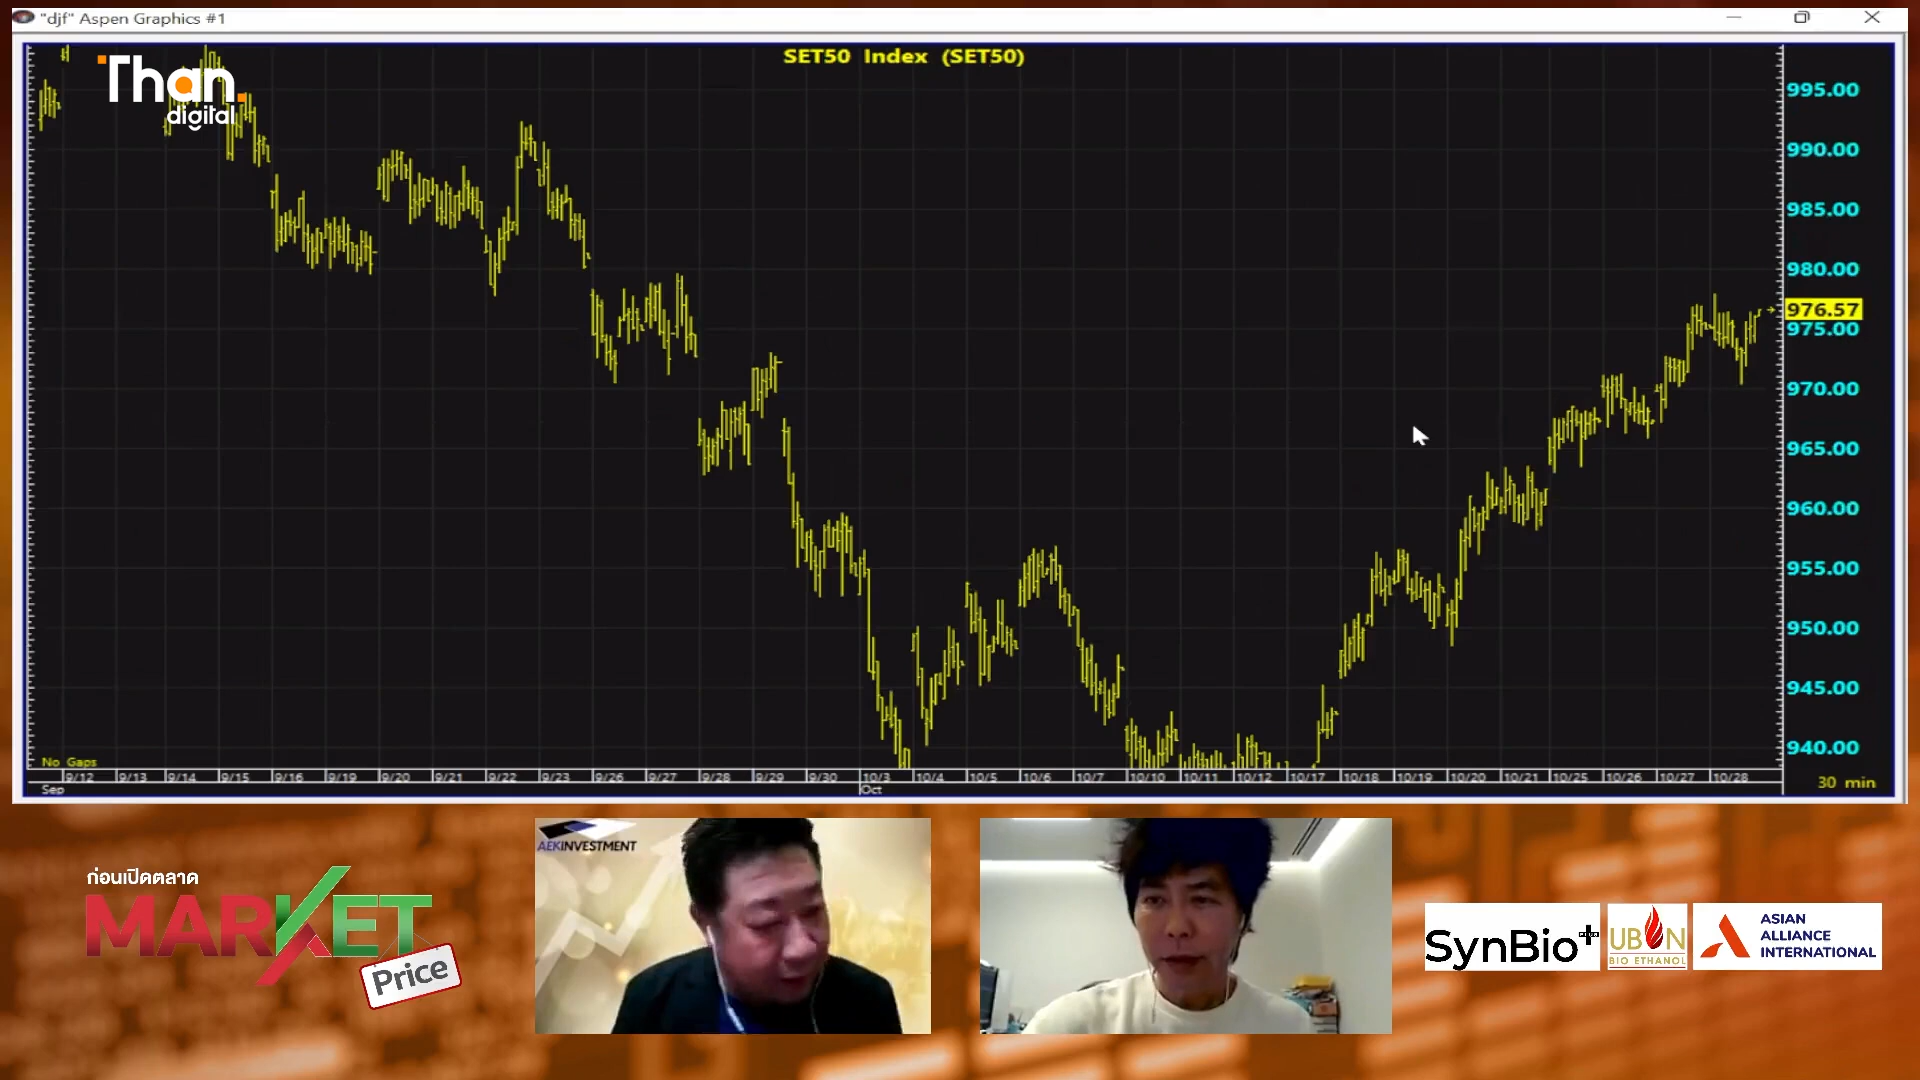 "djf" Aspen Graphics #1
Than.
digital
SET50 Index (SET50)
995.00
990.00
985.00
980.00
976.57
975.00
970.00
965.00
960.00
955.00
950.00
945.00
940.00
No Gaps
9/12 9/13 9/14 9/15 9/16 9/19 9/20 9/21 9/22 9/23 9/26 9/27 9/28 9/29 9/30 10/3 10/4 10/5 10/6 10/7 10/10 10/11 10/12 10/17 10/18 10/19 10/20 10/21 10/25 10/26 10/27 10/28
30 min
Sep Oct
ก่อนเปิดตลาด
MARKET
Price
AEKINVESTMENT
SynBio+
UBON
BIO ETHANOL
ASIAN
ALLIANCE
INTERNATIONAL